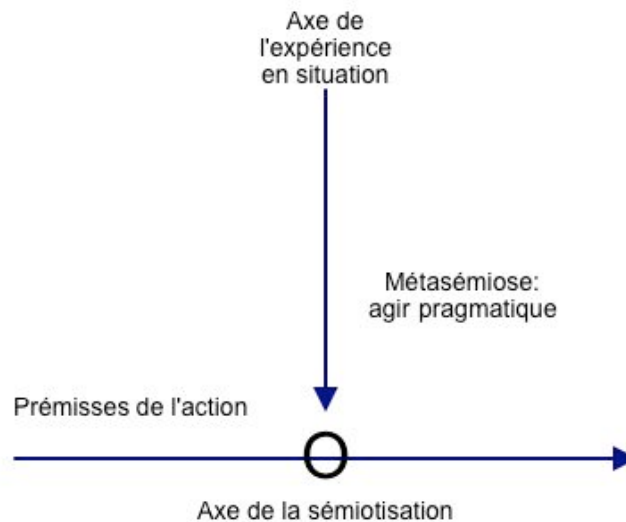 Axe de
l'expérience
en situation
Métasémiose:
agir pragmatique
Prémisses de l'action
O
Axe de la sémiotisation